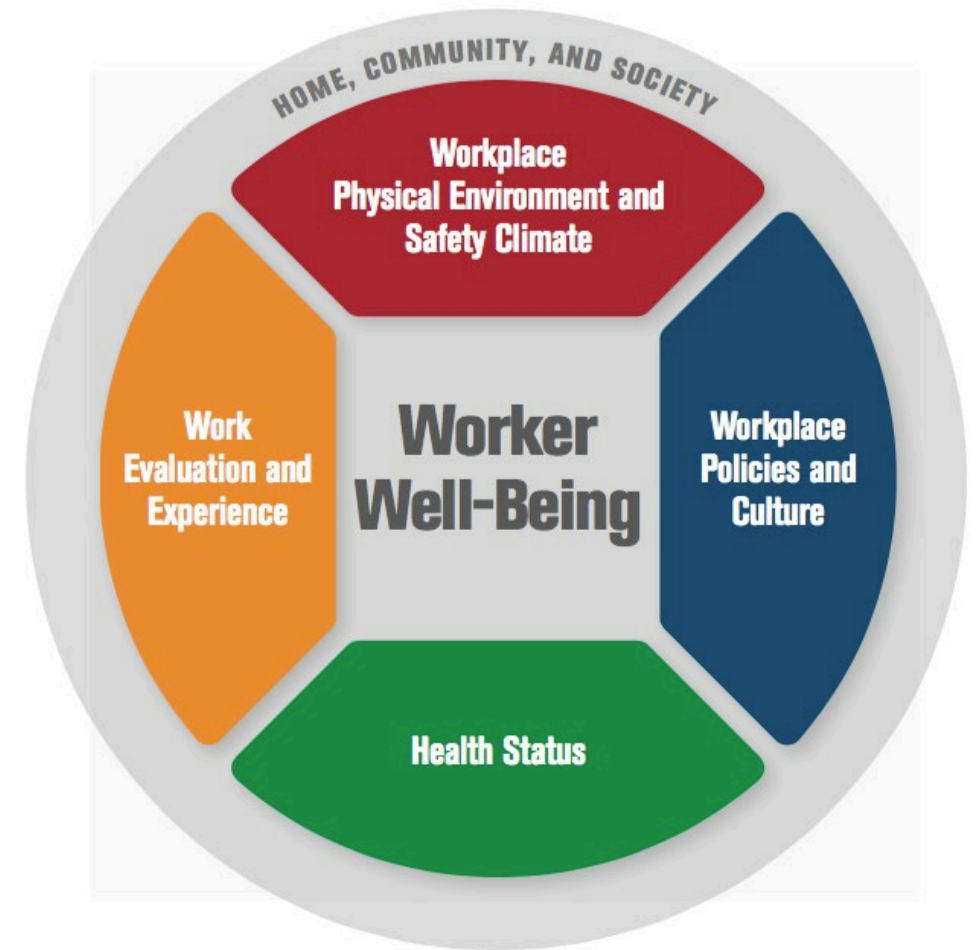 HOME, COMMUNITY, AND SOCIETY
Workplace
Physical Environment and
Safety Climate
Work
Evaluation and
Experience
Worker
Well-Being
Workplace
Policies and
Culture
Health Status